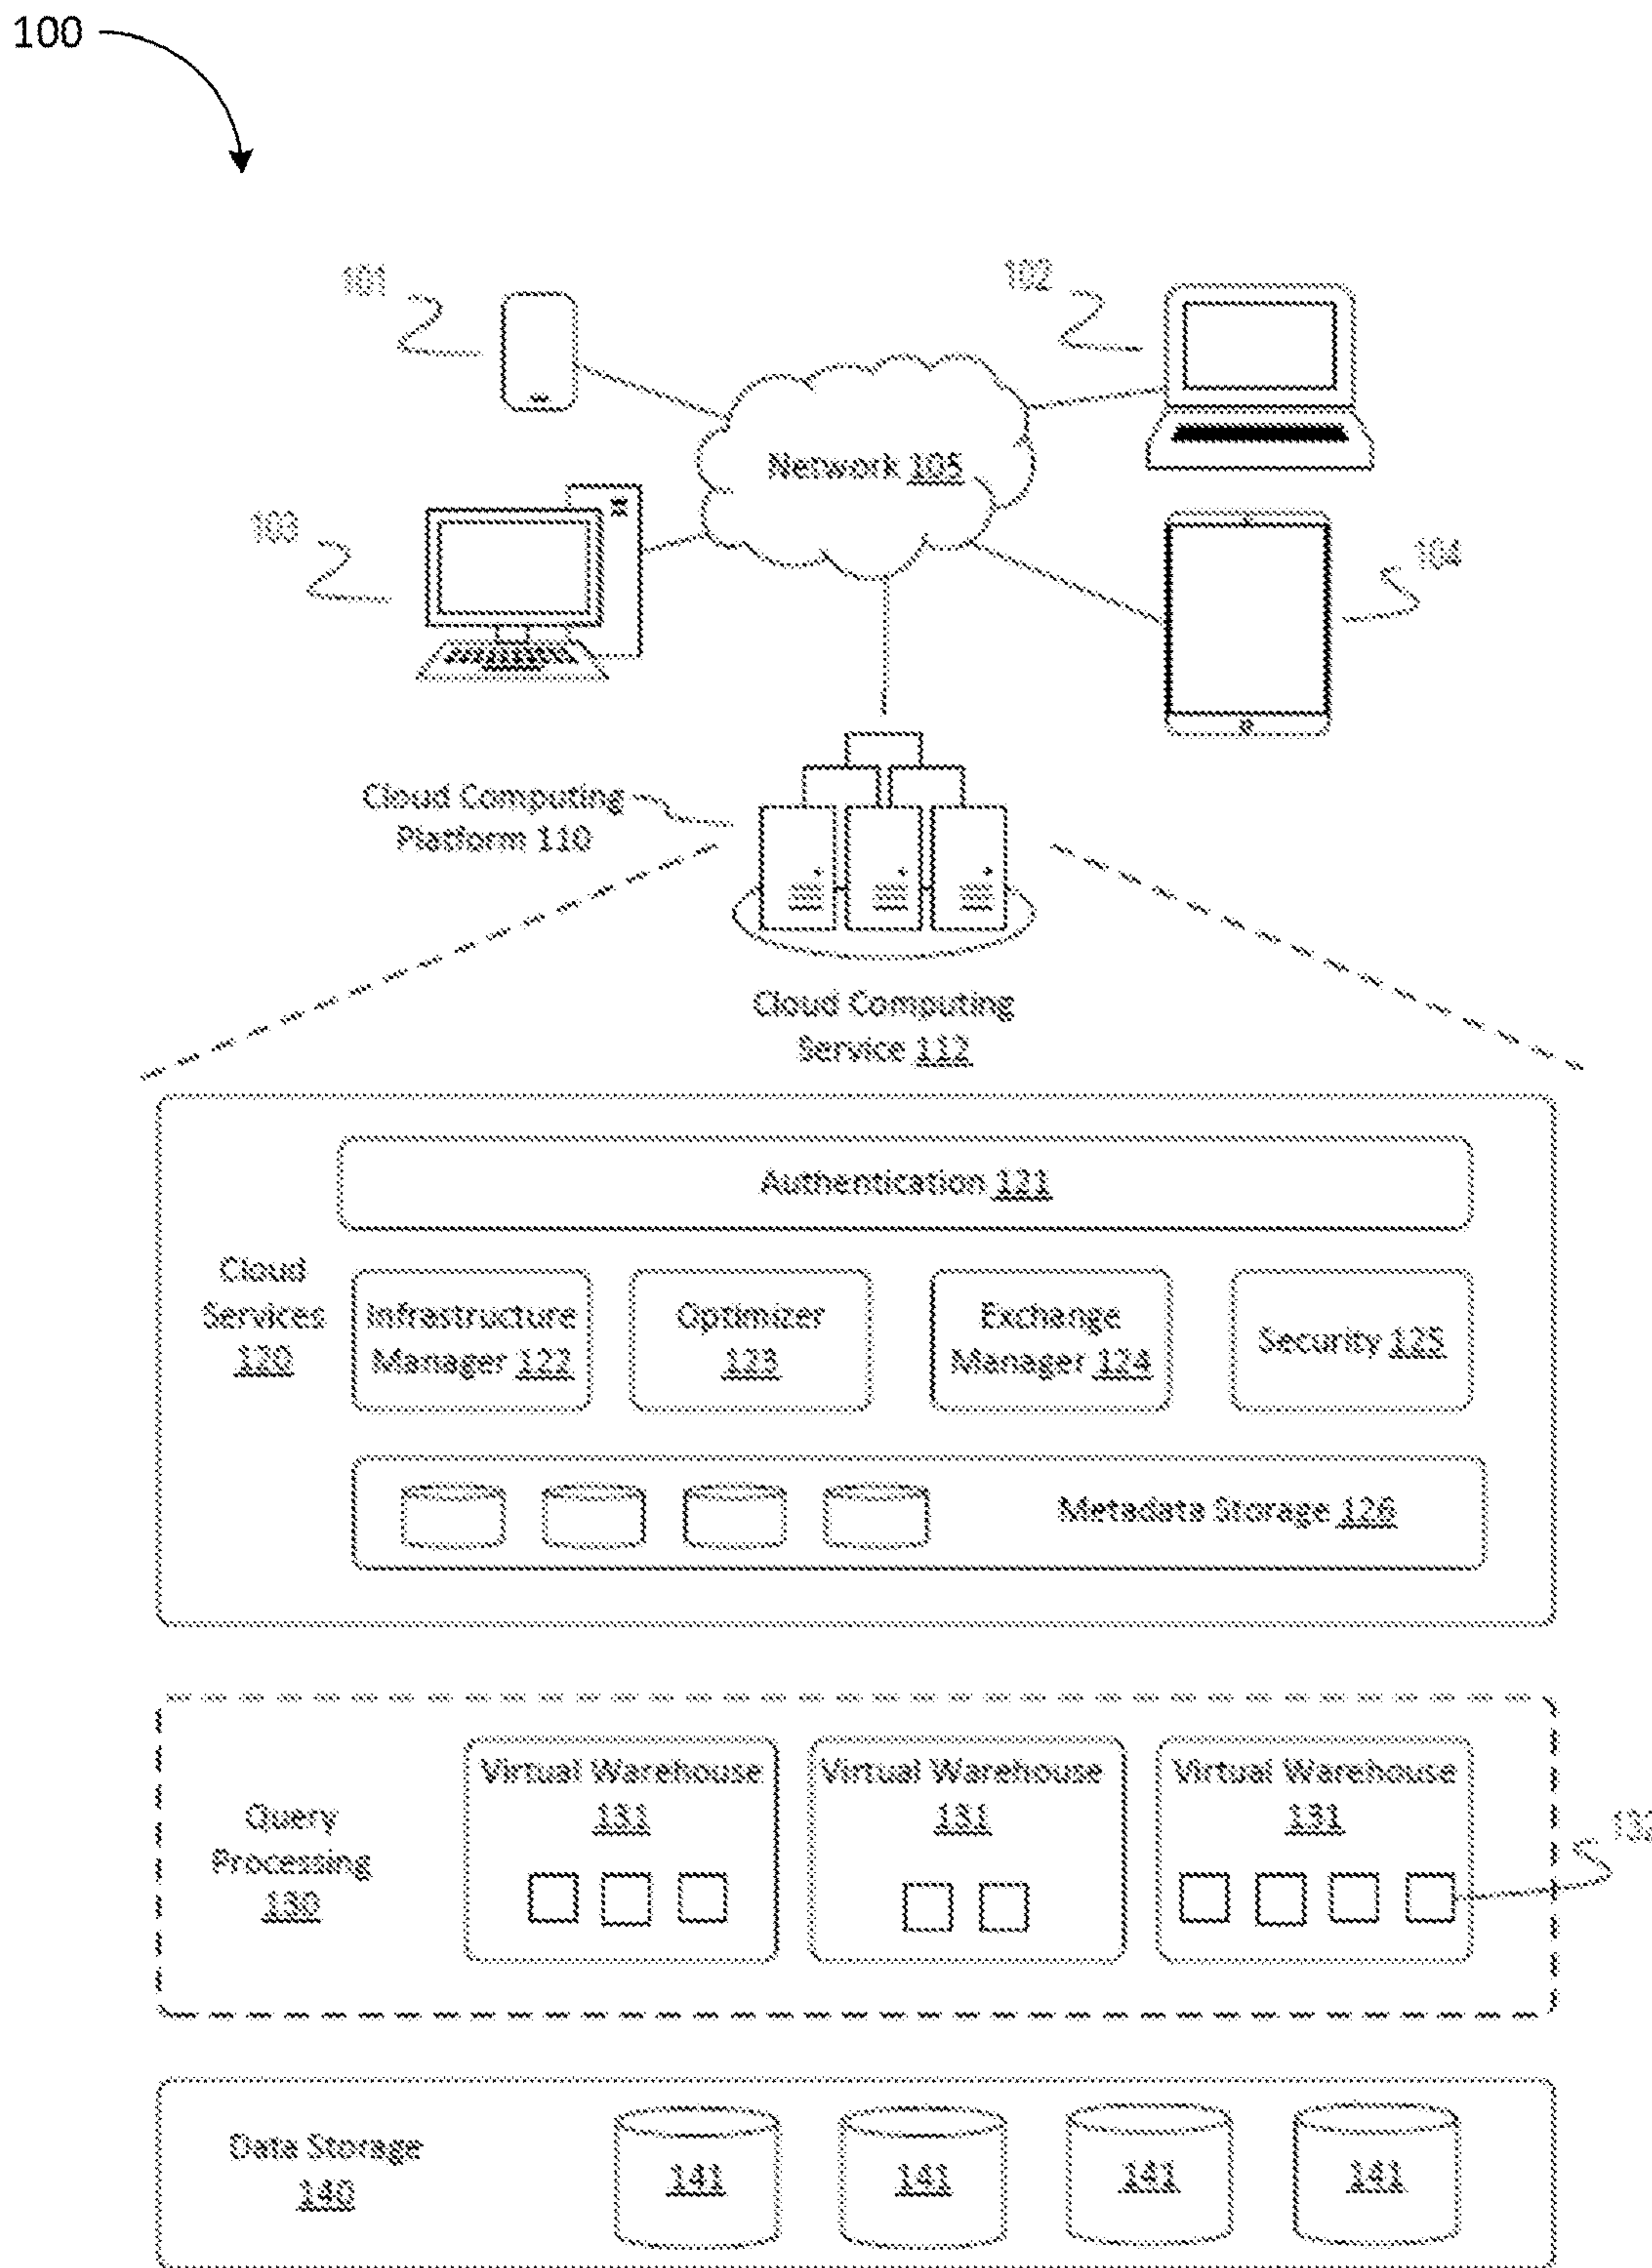 100
101
102
Network 105
103
104
Cloud Computing
Platform 110
Cloud Computing
Service 112
Authentication 121
Cloud
Services
120
Infrastructure
Manager 122
Optimizer
123
Exchange
Manager 124
Security 125
Metadata Storage 126
Query
Processing
130
Virtual Warehouse
131
Virtual Warehouse
131
Virtual Warehouse
131
132
Data Storage
140
141
141
141
141